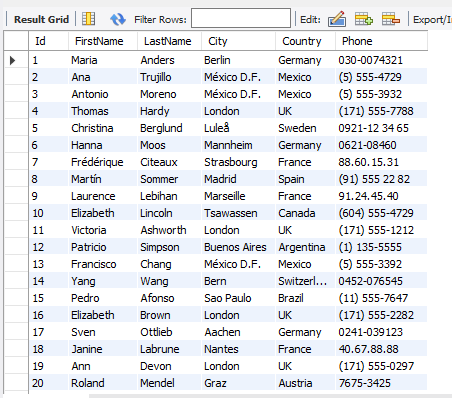 Result Grid Filter Rows: Edit: Export/I
Id FirstName LastName City Country Phone
1 Maria Anders Berlin Germany 030-0074321
2 Ana Trujillo México D.F. Mexico (5) 555-4729
3 Antonio Moreno México D.F. Mexico (5) 555-3932
4 Thomas Hardy London UK (171) 555-7788
5 Christina Berglund Luleå Sweden 0921-12 34 65
6 Hanna Moos Mannheim Germany 0621-08460
7 Frédérique Citeaux Strasbourg France 88.60.15.31
8 Martín Sommer Madrid Spain (91) 555 22 82
9 Laurence Lebihan Marseille France 91.24.45.40
10 Elizabeth Lincoln Tsawassen Canada (604) 555-4729
11 Victoria Ashworth London UK (171) 555-1212
12 Patricio Simpson Buenos Aires Argentina (1) 135-5555
13 Francisco Chang México D.F. Mexico (5) 555-3392
14 Yang Wang Bern Switzerl... 0452-076545
15 Pedro Afonso Sao Paulo Brazil (11) 555-7647
16 Elizabeth Brown London UK (171) 555-2282
17 Sven Ottlieb Aachen Germany 0241-039123
18 Janine Labrune Nantes France 40.67.88.88
19 Ann Devon London UK (171) 555-0297
20 Roland Mendel Graz Austria 7675-3425